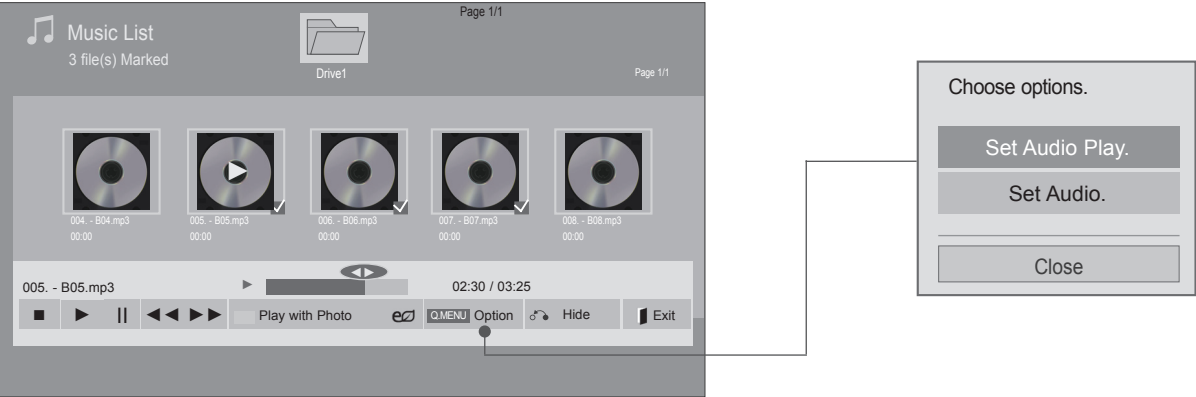 Page 1/1
Music List
3 file(s) Marked
Drive1
Page 1/1
004. - B04.mp3
00:00
005. - B05.mp3
00:00
006. - B06.mp3
00:00
007. - B07.mp3
00:00
008. - B08.mp3
00:00
005. - B05.mp3
02:30 / 03:25
Play with Photo
Q.MENU Option
Hide
Exit
Choose options.
Set Audio Play.
Set Audio.
Close